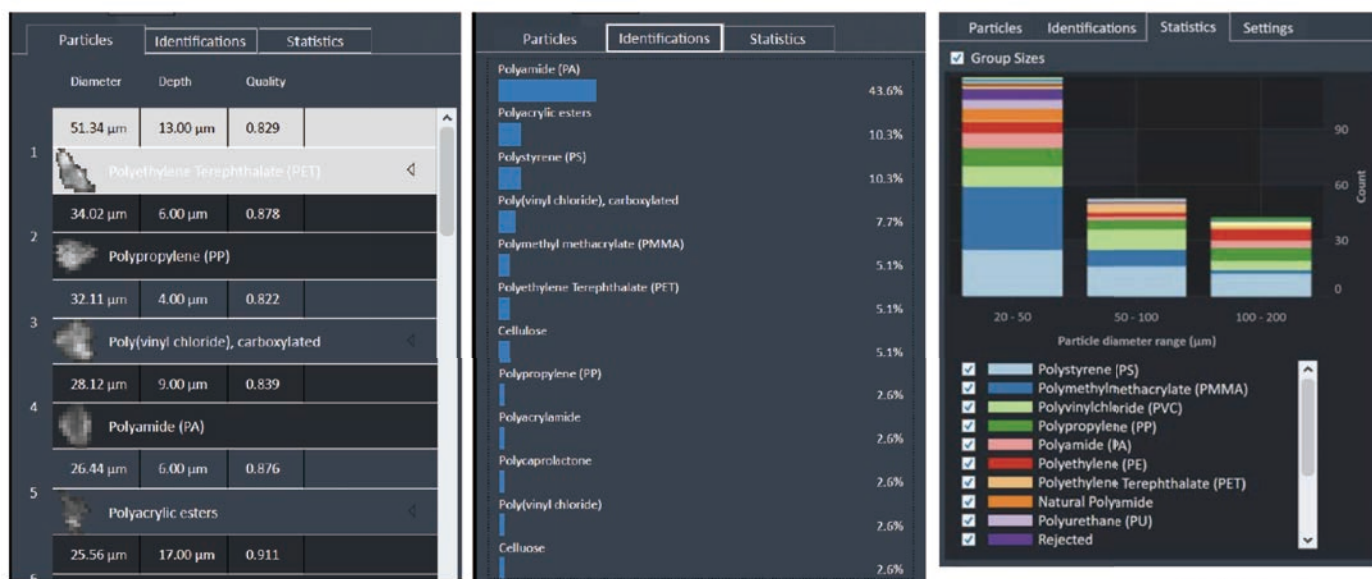 Particles Identifications Statistics
Diameter Depth Quality
51.34 µm 13.00 µm 0.829
1
Polyethylene Terephthalate (PET)
34.02 µm 6.00 µm 0.878
2
Polypropylene (PP)
32.11 µm 4.00 µm 0.822
3
Poly(vinyl chloride), carboxylated
28.12 µm 9.00 µm 0.839
4
Polyamide (PA)
26.44 µm 6.00 µm 0.876
5
Polyacrylic esters
25.56 µm 17.00 µm 0.911
Particles Identifications Statistics
Polyamide (PA)
43.6%
Polyacrylic esters
10.3%
Polystyrene (PS)
10.3%
Poly(vinyl chloride), carboxylated
7.7%
Polymethyl methacrylate (PMMA)
5.1%
Polyethylene Terephthalate (PET)
5.1%
Cellulose
5.1%
Polypropylene (PP)
2.6%
Polyacrylamide
2.6%
Polycaprolactone
2.6%
Poly(vinyl chloride)
2.6%
Celluose
2.6%
Particles Identifications Statistics Settings
Group Sizes
90
60
30
0
Count
20 - 50 50 - 100 100 - 200
Particle diameter range (µm)
Polystyrene (PS)
Polymethylmethacrylate (PMMA)
Polyvinylchloride (PVC)
Polypropylene (PP)
Polyamide (PA)
Polyethylene (PE)
Polyethylene Terephthalate (PET)
Natural Polyamide
Polyurethane (PU)
Rejected